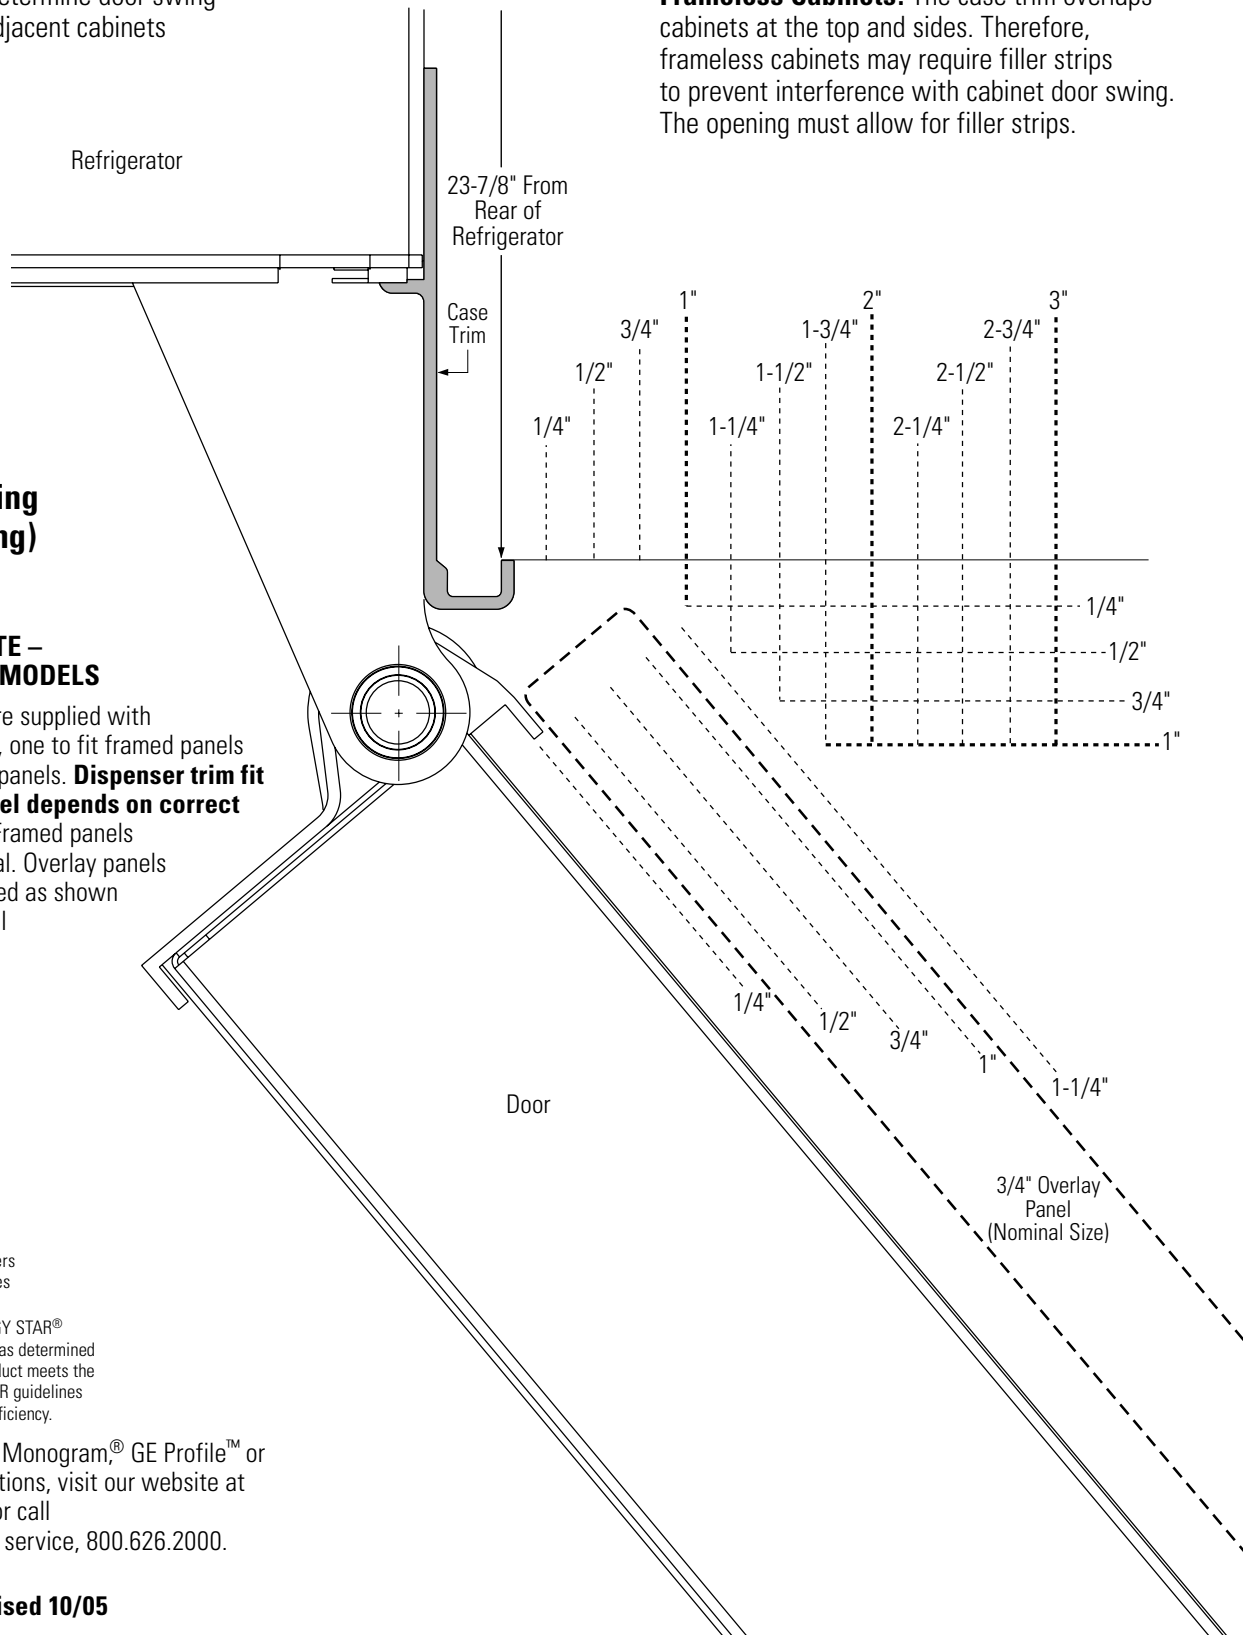 djacent cabinets
Frameless Cabinets: The case trim overlaps
cabinets at the top and sides. Therefore,
frameless cabinets may require filler strips
to prevent interference with cabinet door swing.
The opening must allow for filler strips.
Refrigerator
23-7/8" From
Rear of
Refrigerator
Case
Trim
1"
2"
3"
3/4"
1-3/4"
2-3/4"
1/2"
1-1/2"
2-1/2"
1/4"
1-1/4"
2-1/4"
1/4"
1/2"
3/4"
1"
ing
ng)
TE –
MODELS
re supplied with
, one to fit framed panels
panels. Dispenser trim fit
el depends on correct
Framed panels
al. Overlay panels
ed as shown
l
1/4"
1/2"
3/4"
1"
1-1/4"
Door
3/4" Overlay
Panel
(Nominal Size)
ers
es
GY STAR®
as determined
duct meets the
R guidelines
ficiency.
Monogram,® GE Profile™ or
tions, visit our website at
or call
service, 800.626.2000.
ised 10/05